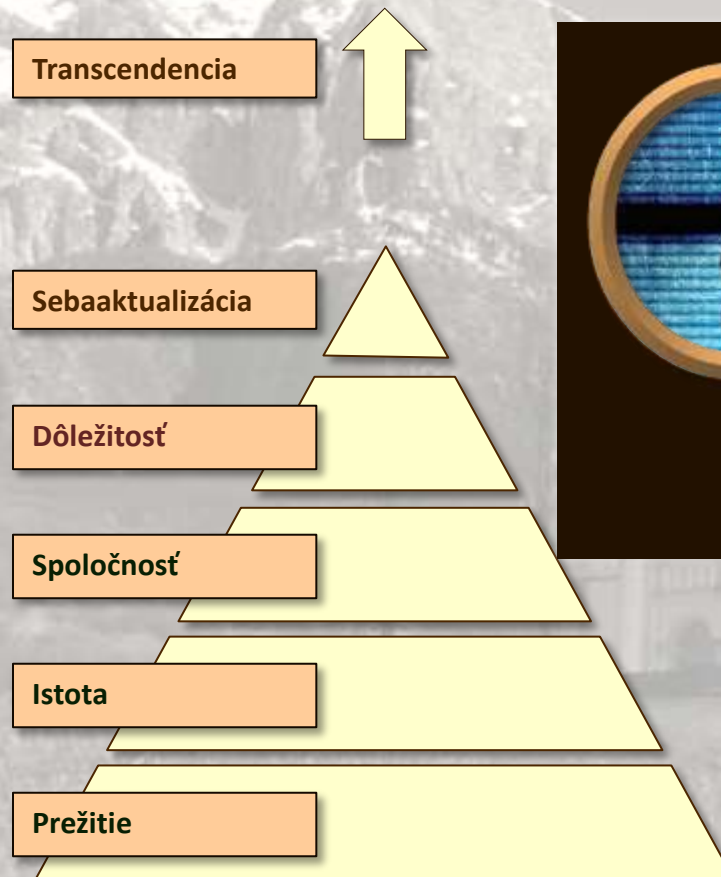 Transcendencia
Sebaaktualizácia
Dôležitosť
Spoločnosť
Istota
Prežitie